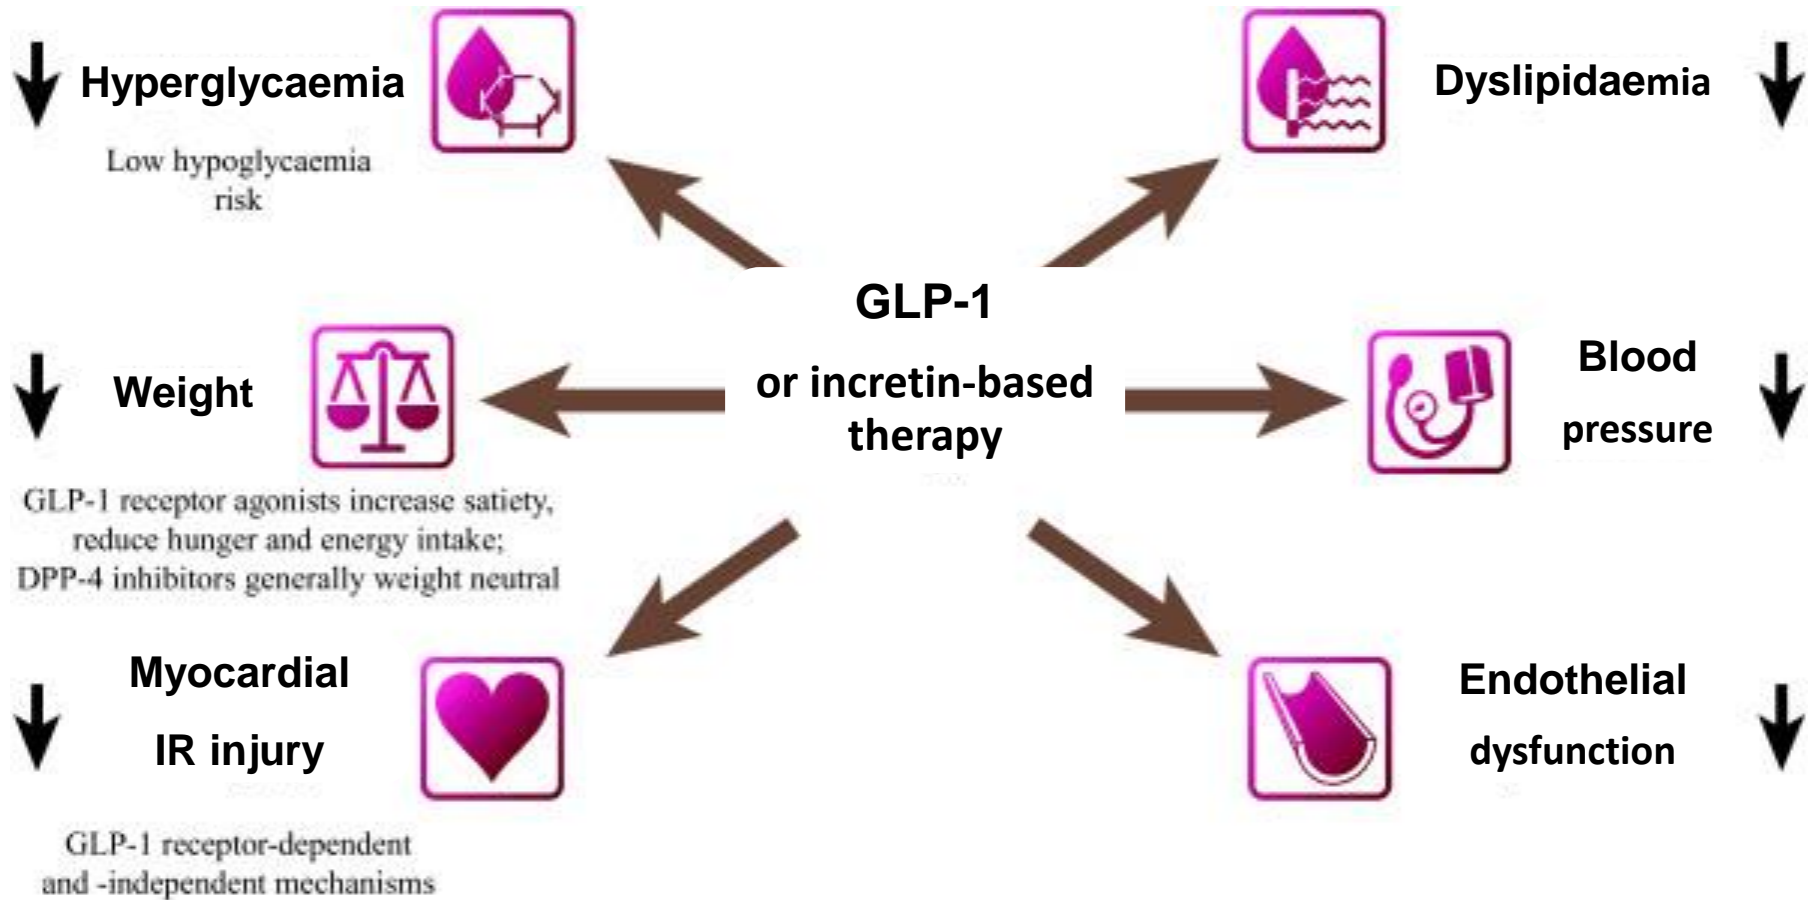 Hyperglycaemia
Low hypoglycaemia
risk
Dyslipidaemia
GLP-1
or incretin-based
therapy
Weight
GLP-1 receptor agonists increase satiety,
reduce hunger and energy intake;
DPP-4 inhibitors generally weight neutral
Blood
pressure
Myocardial
IR injury
GLP-1 receptor-dependent
and -independent mechanisms
Endothelial
dysfunction